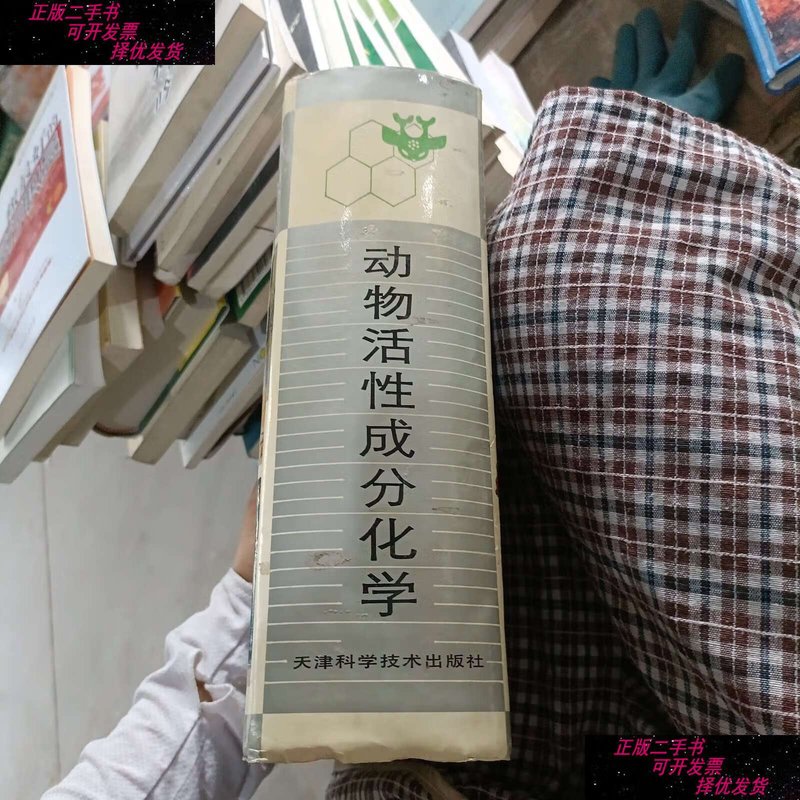 正版二手书
可开发票
择优发货
动物活性成分化学
天津科学技术出版社
正版二手书
可开发票
择优发货